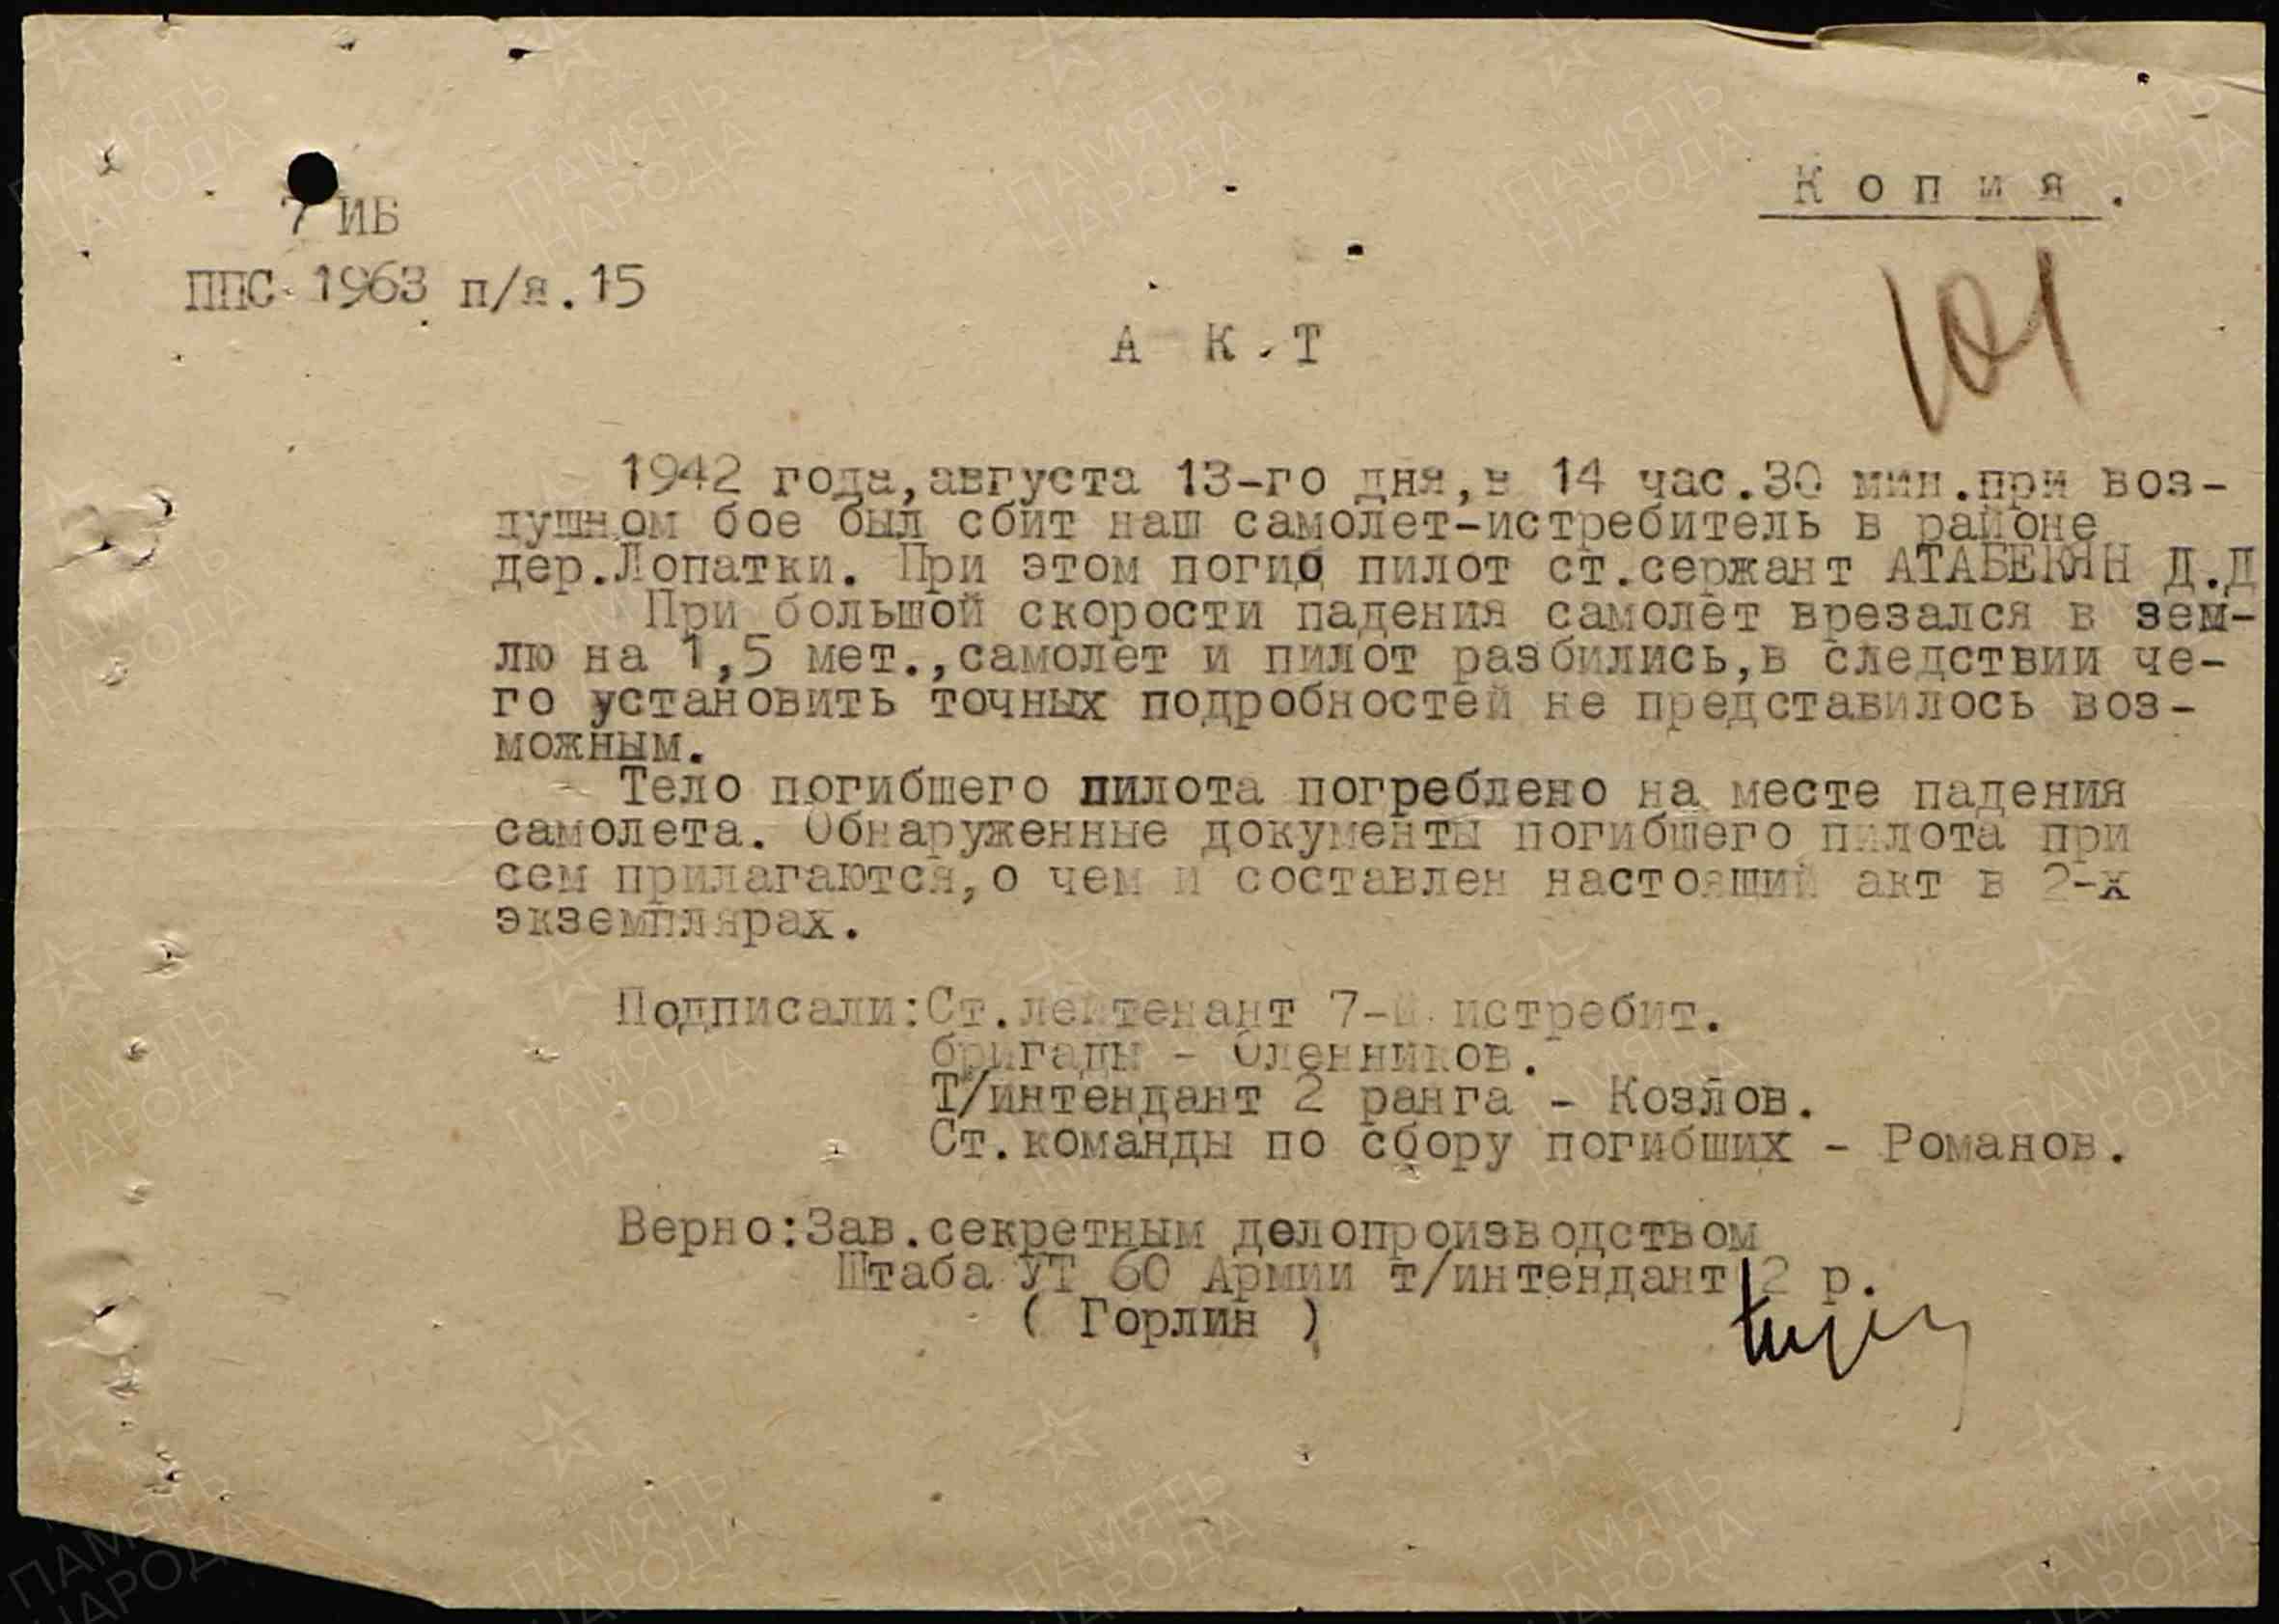 Копия.
7 ИБ
ППС 1963 п/я.15
101
А К Т
1942 года,августа 13-го дня,в 14 час.30 мин.при воз-
душном бое был сбит наш самолет-истребитель в районе
дер.Лопатки. При этом погиб пилот ст.сержант АТАБЕКЯН Д.Д
При большой скорости падения самолет врезался в зем-
лю на 1,5 мет.,самолет и пилот разбились,в следствии че-
го установить точных подробностей не представилось воз-
можным.
Тело погибшего пилота погреблено на месте падения
самолета. Обнаруженные документы погибшего пилота при
сем прилагаются,о чем и составлен настоящий акт в 2-х
экземплярах.
Подписали:Ст.лейтенант 7-й истребит.
бригады - Оленников.
Т/интендант 2 ранга - Козлов.
Ст.команды по сбору погибших - Романов.
Верно:Зав.секретным делопроизводством
Штаба УТ 60 Армии т/интендант 2 р.
( Горлин )
ПАМЯТЬ НАРОДА